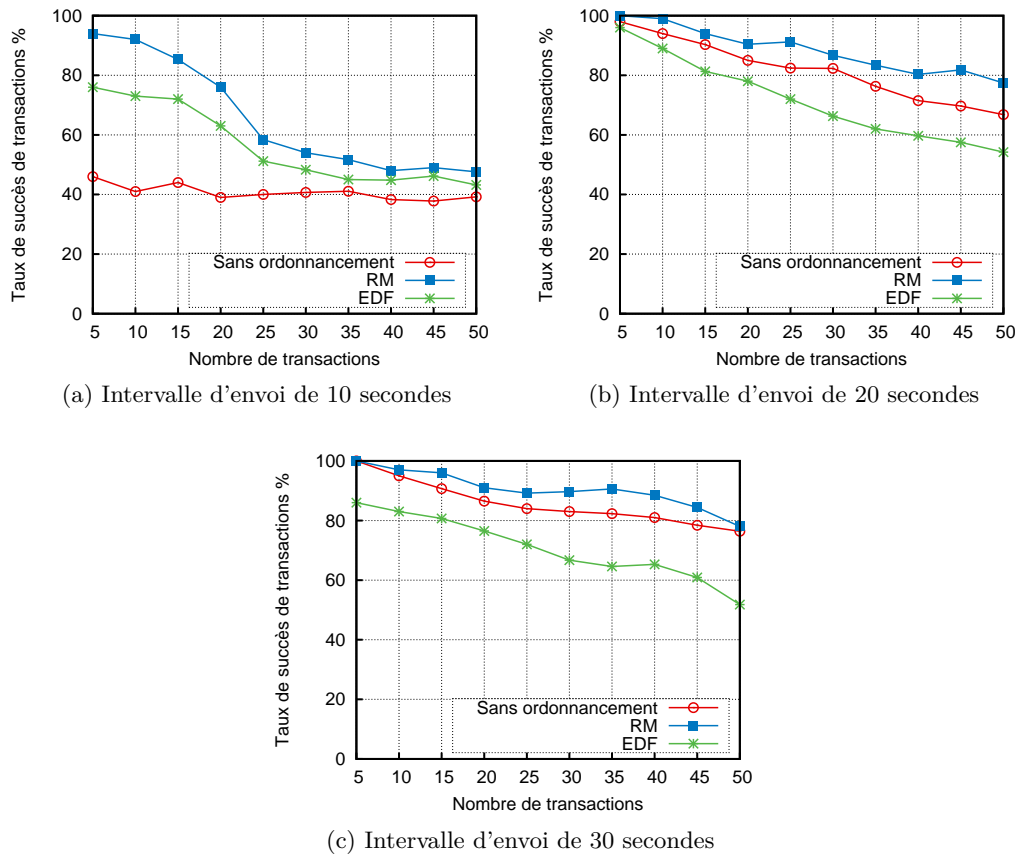 Taux de succès de transactions %
100
80
60
40
20
0
Sans ordonnancement
RM
EDF
5 10 15 20 25 30 35 40 45 50
Nombre de transactions
(a) Intervalle d'envoi de 10 secondes
Taux de succès de transactions %
100
80
60
40
20
0
Sans ordonnancement
RM
EDF
5 10 15 20 25 30 35 40 45 50
Nombre de transactions
(b) Intervalle d'envoi de 20 secondes
Taux de succès de transactions %
100
80
60
40
20
0
Sans ordonnancement
RM
EDF
5 10 15 20 25 30 35 40 45 50
Nombre de transactions
(c) Intervalle d'envoi de 30 secondes